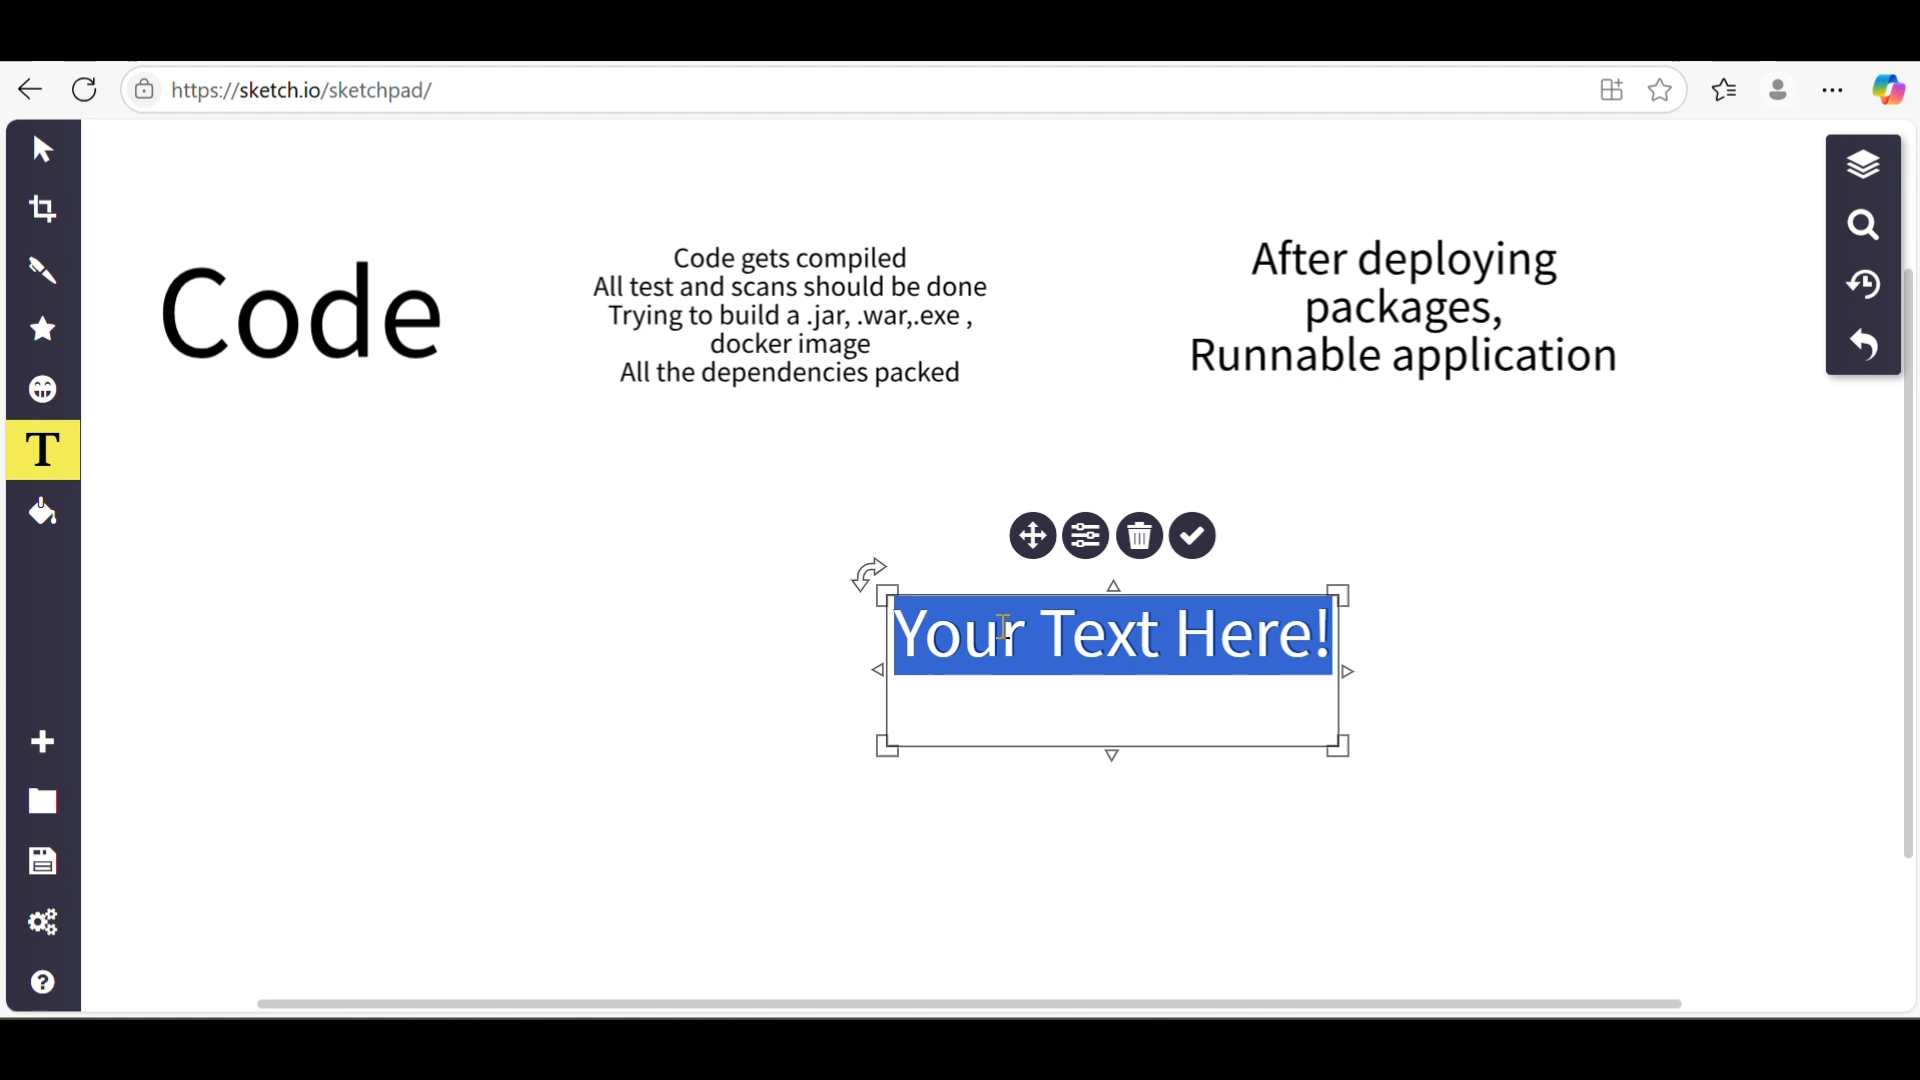 https://sketch.io/sketchpad/
Code
Code gets compiled
All test and scans should be done
Trying to build a .jar, .war,.exe ,
docker image
All the dependencies packed
After deploying
packages,
Runnable application
T
Your Text Here!